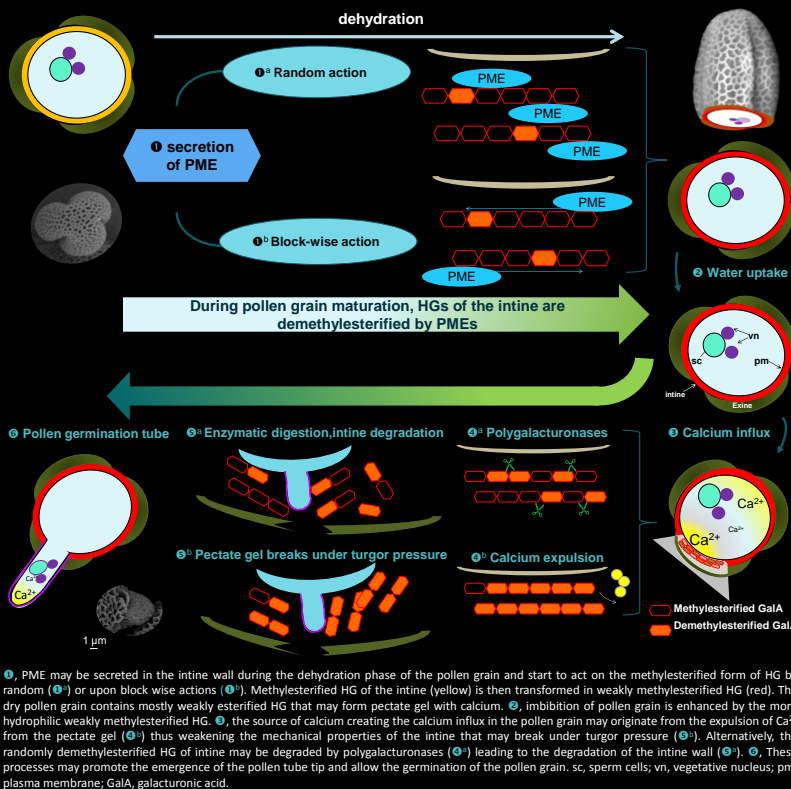 dehydration
❶ᵃ Random action
PME
PME
PME
❶ secretion
of PME
PME
❶ᵇ Block-wise action
PME
❷ Water uptake
During pollen grain maturation, HGs of the intine are
demethylesterified by PMEs
vn
sc
pm
intine
Exine
❻ Pollen germination tube
❺ᵃ Enzymatic digestion,intine degradation
❹ᵃ Polygalacturonases
❸ Calcium influx
Ca²⁺
Ca²⁺
Ca²⁺
❺ᵇ Pectate gel breaks under turgor pressure
❹ᵇ Calcium expulsion
Ca²⁺
Ca²⁺
1 µm
Methylesterified GalA
Demethylesterified Gal
❶, PME may be secreted in the intine wall during the dehydration phase of the pollen grain and start to act on the methylesterified form of HG b
random (❶ᵃ) or upon block wise actions (❶ᵇ). Methylesterified HG of the intine (yellow) is then transformed in weakly methylesterified HG (red). Th
dry pollen grain contains mostly weakly esterified HG that may form pectate gel with calcium. ❷, imbibition of pollen grain is enhanced by the mor
hydrophilic weakly methylesterified HG. ❸, the source of calcium creating the calcium influx in the pollen grain may originate from the expulsion of Ca²
from the pectate gel (❹ᵇ) thus weakening the mechanical properties of the intine that may break under turgor pressure (❺ᵇ). Alternatively, th
randomly demethylesterified HG of intine may be degraded by polygalacturonases (❹ᵃ) leading to the degradation of the intine wall (❺ᵃ). ❻, Thes
processes may promote the emergence of the pollen tube tip and allow the germination of the pollen grain. sc, sperm cells; vn, vegetative nucleus; pm
plasma membrane; GalA, galacturonic acid.